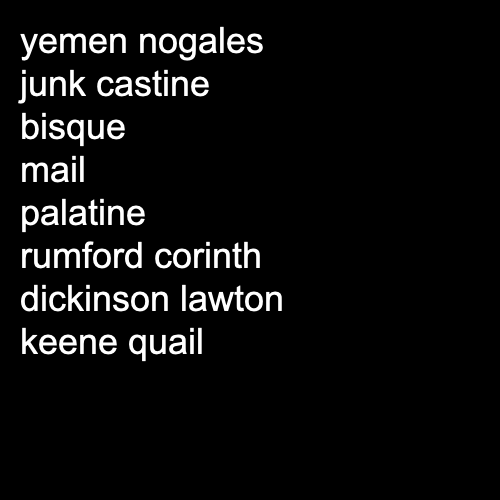 yemen nogales
junk castine
bisque
mail
palatine
rumford corinth
dickinson lawton
keene quail